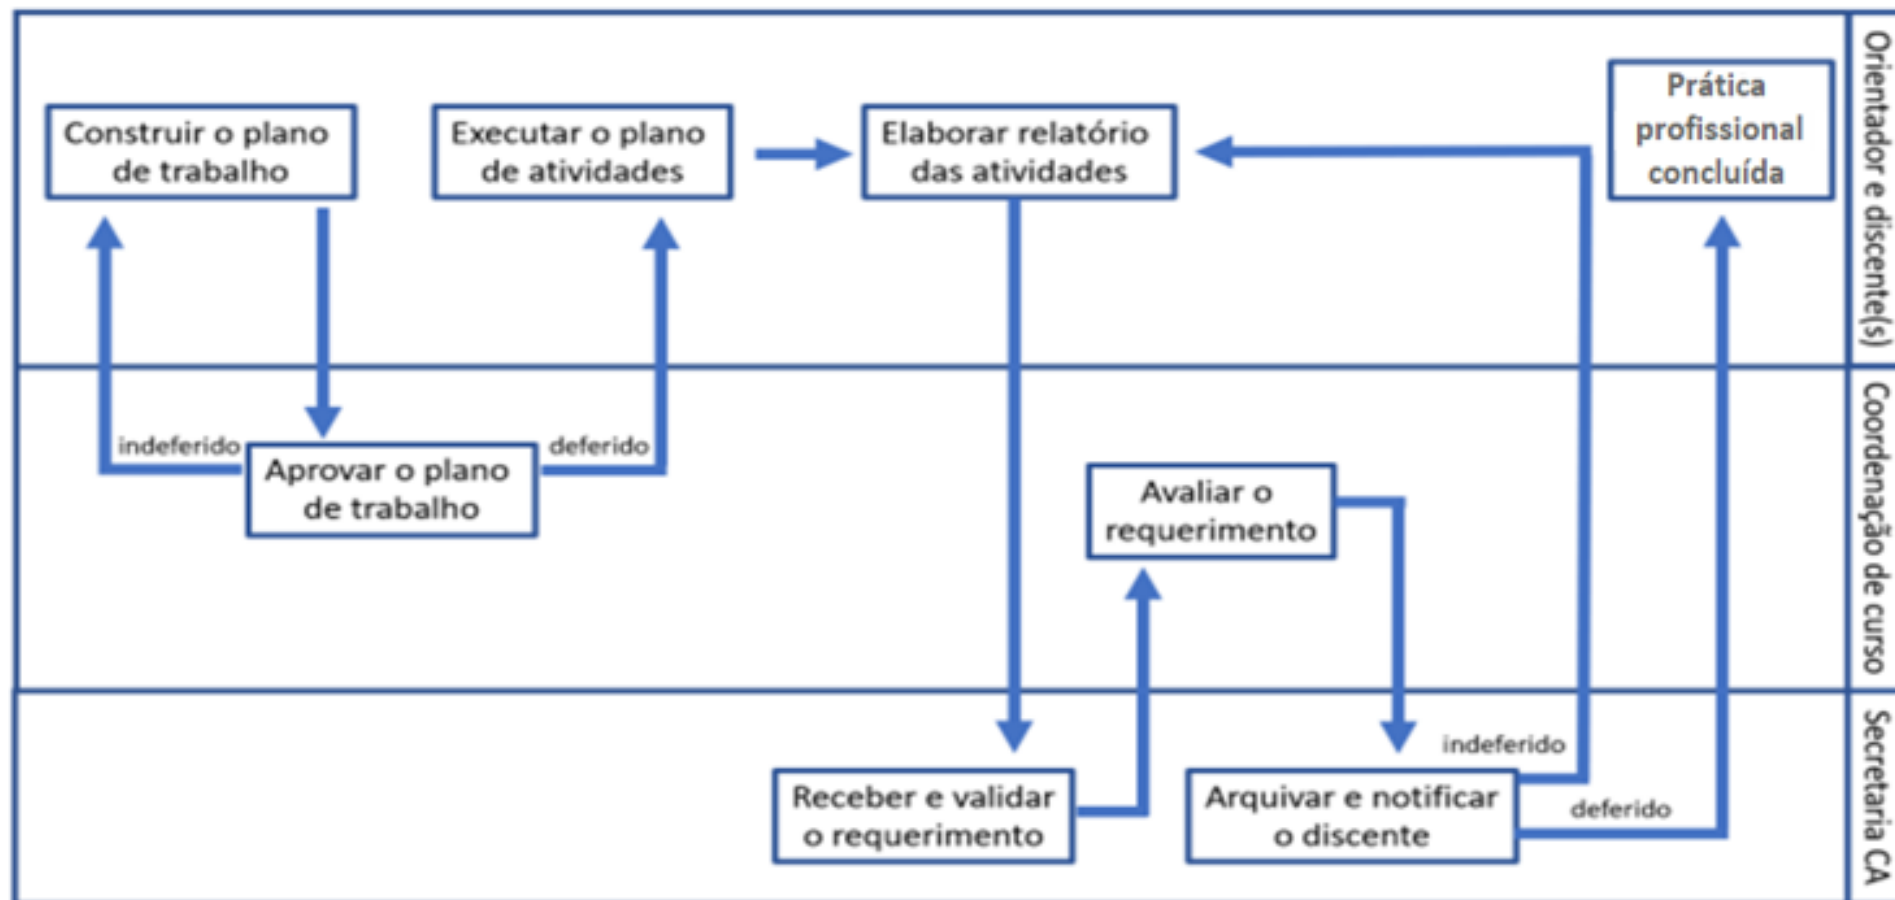 Construir o plano
de trabalho
Executar o plano
de atividades
Elaborar relatório
das atividades
Prática
profissional
concluída
Orientador e discente(s)
indeferido
deferido
Aprovar o plano
de trabalho
Avaliar o
requerimento
Coordenação de curso
Receber e validar
o requerimento
Arquivar e notificar
o discente
indeferido
deferido
Secretaria CA